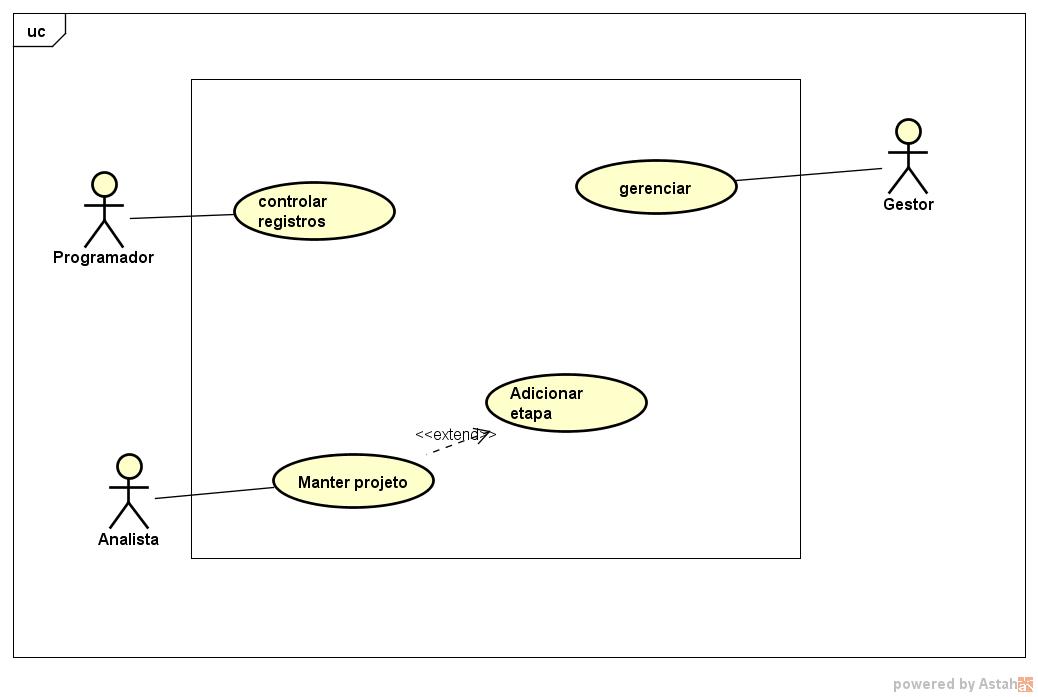 uc
controlar
registros
gerenciar
Gestor
Programador
Adicionar
etapa
<<extend>>
Manter projeto
Analista
powered by Astah